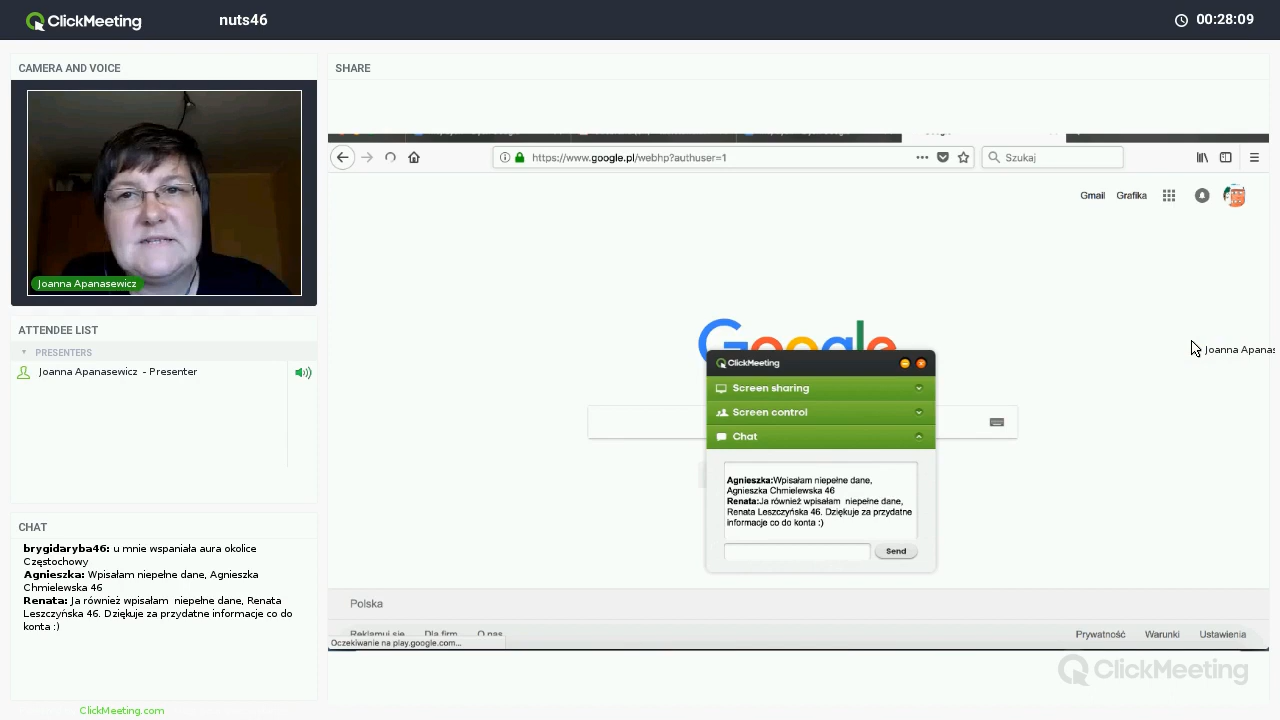 ClickMeeting
nuts46
00:28:09
CAMERA AND VOICE
Joanna Apanasewicz
ATTENDEE LIST
PRESENTERS
Joanna Apanasewicz - Presenter
CHAT
brygidaryba46: u mnie wspaniała aura okolice
Częstochowy
Agnieszka: Wpisałam niepełne dane, Agnieszka
Chmielewska 46
Renata: Ja również wpisałam niepełne dane, Renata
Leszczyńska 46. Dziękuje za przydatne informacje co do
konta :)
ClickMeeting.com
SHARE
https://www.google.pl/webhp?authuser=1
Szukaj
Gmail
Grafika
Google
Joanna Apanas
ClickMeeting
Screen sharing
Screen control
Chat
Agnieszka:Wpisałam niepełne dane,
Agnieszka Chmielewska 46
Renata:Ja również wpisałam niepełne dane,
Renata Leszczyńska 46. Dziękuje za przydatne
informacje co do konta :)
Send
Polska
Reklamuj się
Dla firm
O nas
Oczekiwanie na play.google.com...
Prywatność
Warunki
Ustawienia
ClickMeeting